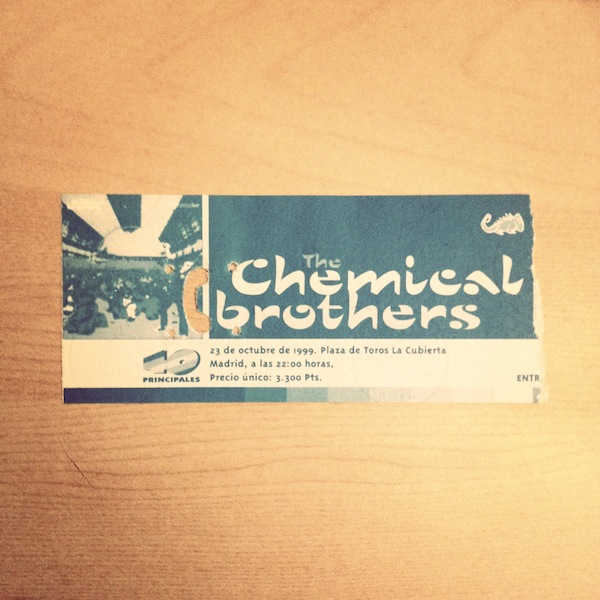 The
Chemical
brothers
40
PRINCIPALES
23 de octubre de 1999. Plaza de Toros La Cubierta
Madrid, a las 22:00 horas,
Precio único: 3.300 Pts.
ENTR